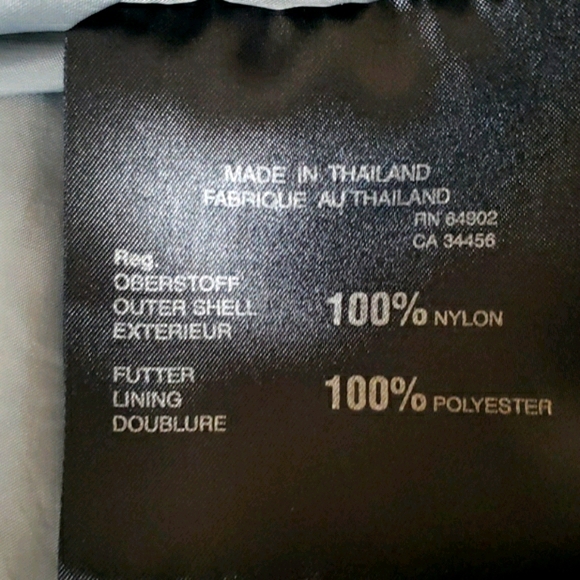 MADE IN THAILAND
FABRIQUE AU THAILAND
RN 64902
CA 34456
Reg.
OBERSTOFF
OUTER SHELL 100% NYLON
EXTERIEUR
FUTTER
LINING 100% POLYESTER
DOUBLURE